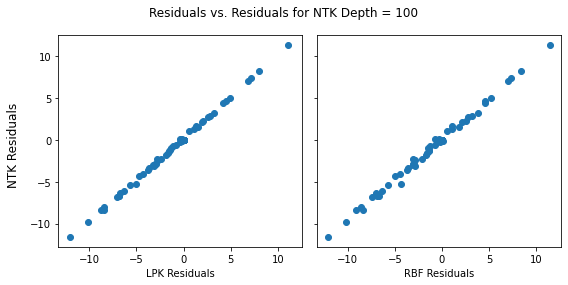 Residuals vs. Residuals for NTK Depth = 100
NTK Residuals
10
5
0
−5
−10
−10 −5 0 5 10
LPK Residuals
−10 −5 0 5 10
RBF Residuals